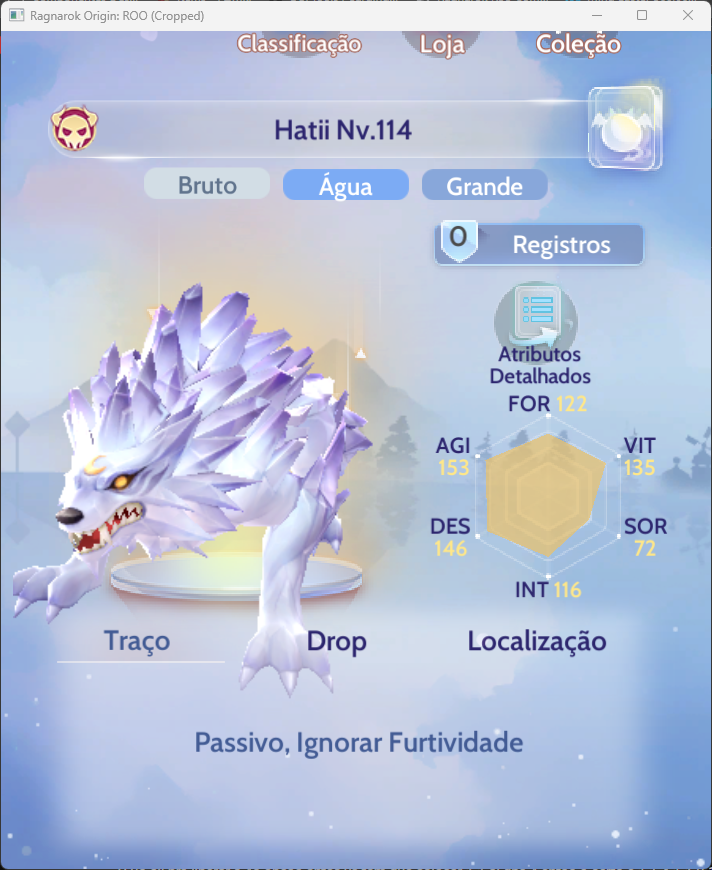 Ragnarok Origin: ROO (Cropped)
Classificação Loja Coleção
Hatii Nv.114
Bruto Água Grande
0 Registros
Atributos
Detalhados
FOR 122
AGI
153
VIT
135
DES
146
SOR
72
INT 116
Traço Drop Localização
Passivo, Ignorar Furtividade